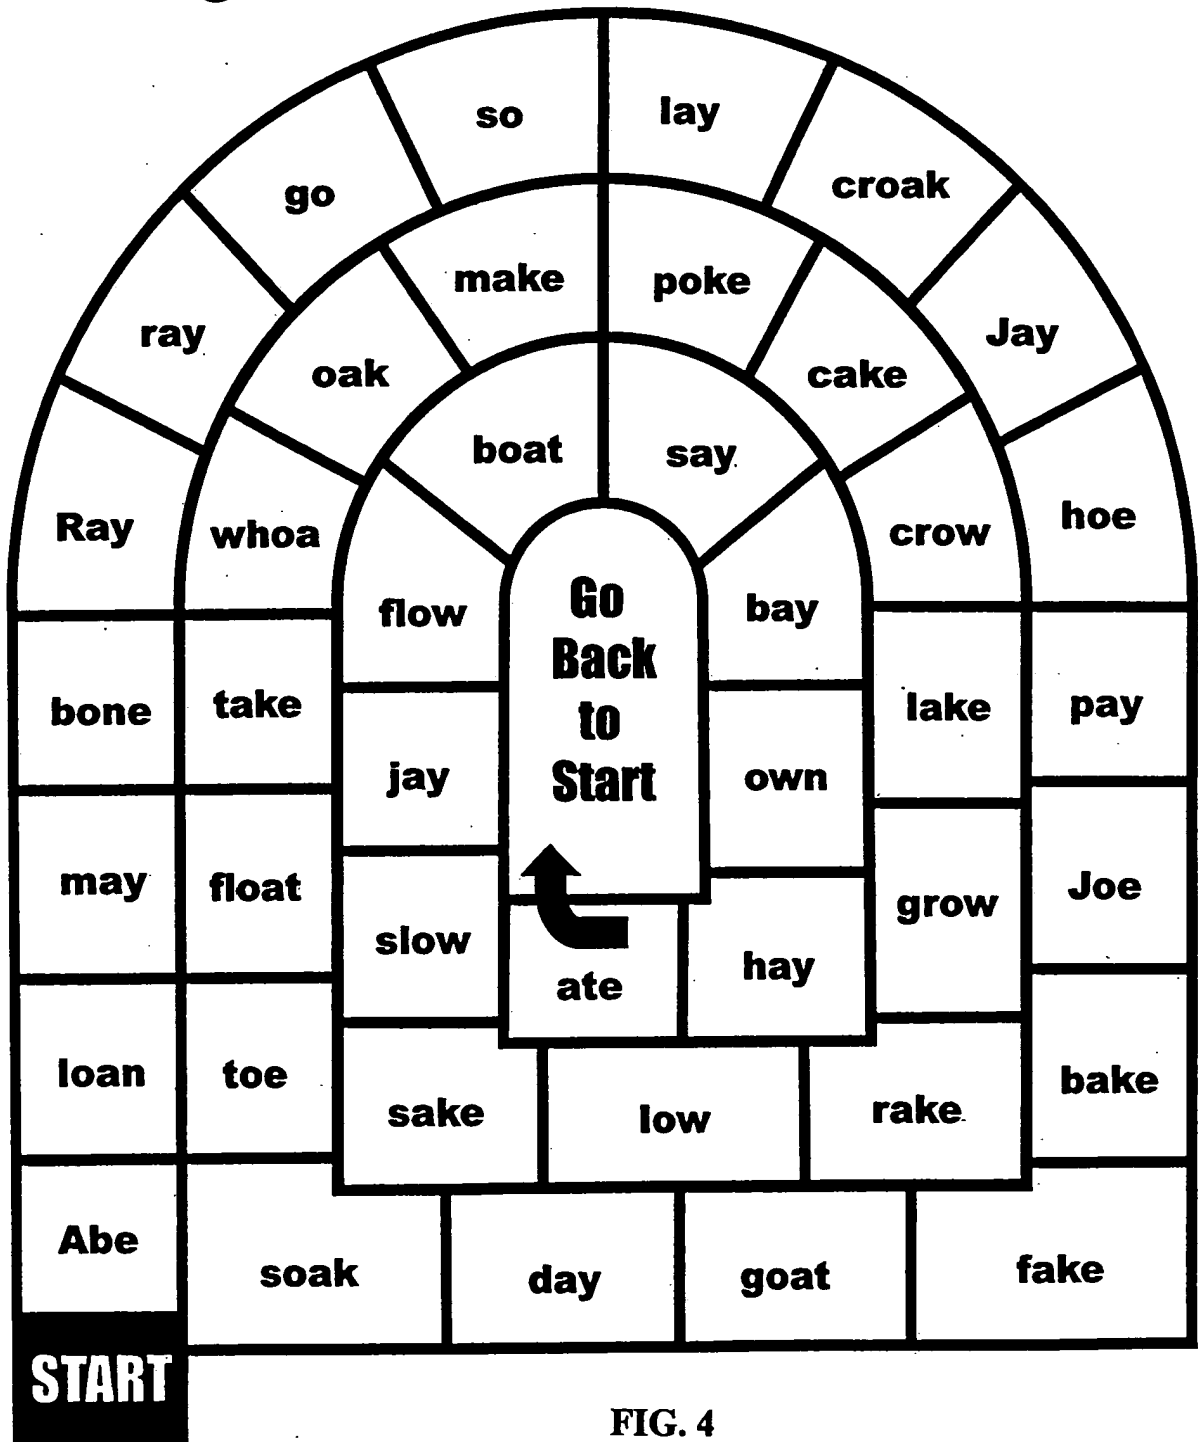 so
lay
go
croak
make
poke
ray
Jay
oak
cake
boat
say
Ray
whoa
crow
hoe
flow
Go
Back
to
Start
bay
bone
take
lake
pay
jay
own
may
float
grow
Joe
slow
hay
ate
loan
toe
sake
low
rake
bake
Abe
soak
day
goat
fake
START
FIG. 4